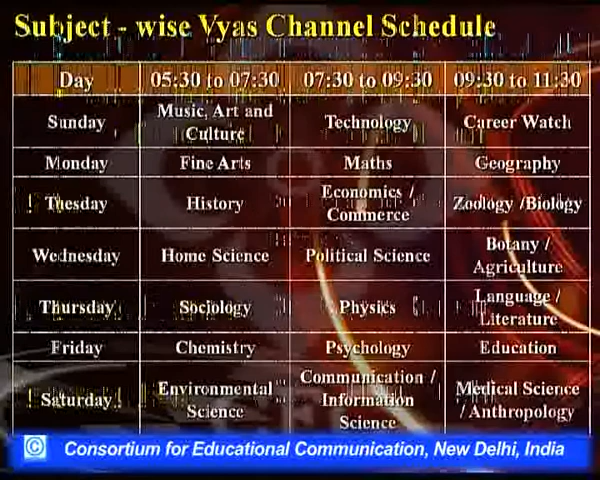 Subject - wise Vyas Channel Schedule
Day 05:30 to 07:30 07:30 to 09:30 09:30 to 11:30
Sunday Music, Art and Culture Technology Career Watch
Monday Fine Arts Maths Geography
Tuesday History Economics / Commerce Zoology /Biology
Wednesday Home Science Political Science Botany / Agriculture
Thursday Sociology Physics Language / Literature
Friday Chemistry Psychology Education
Saturday Environmental Science Communication / Information Science Medical Science / Anthropology
© Consortium for Educational Communication, New Delhi, India